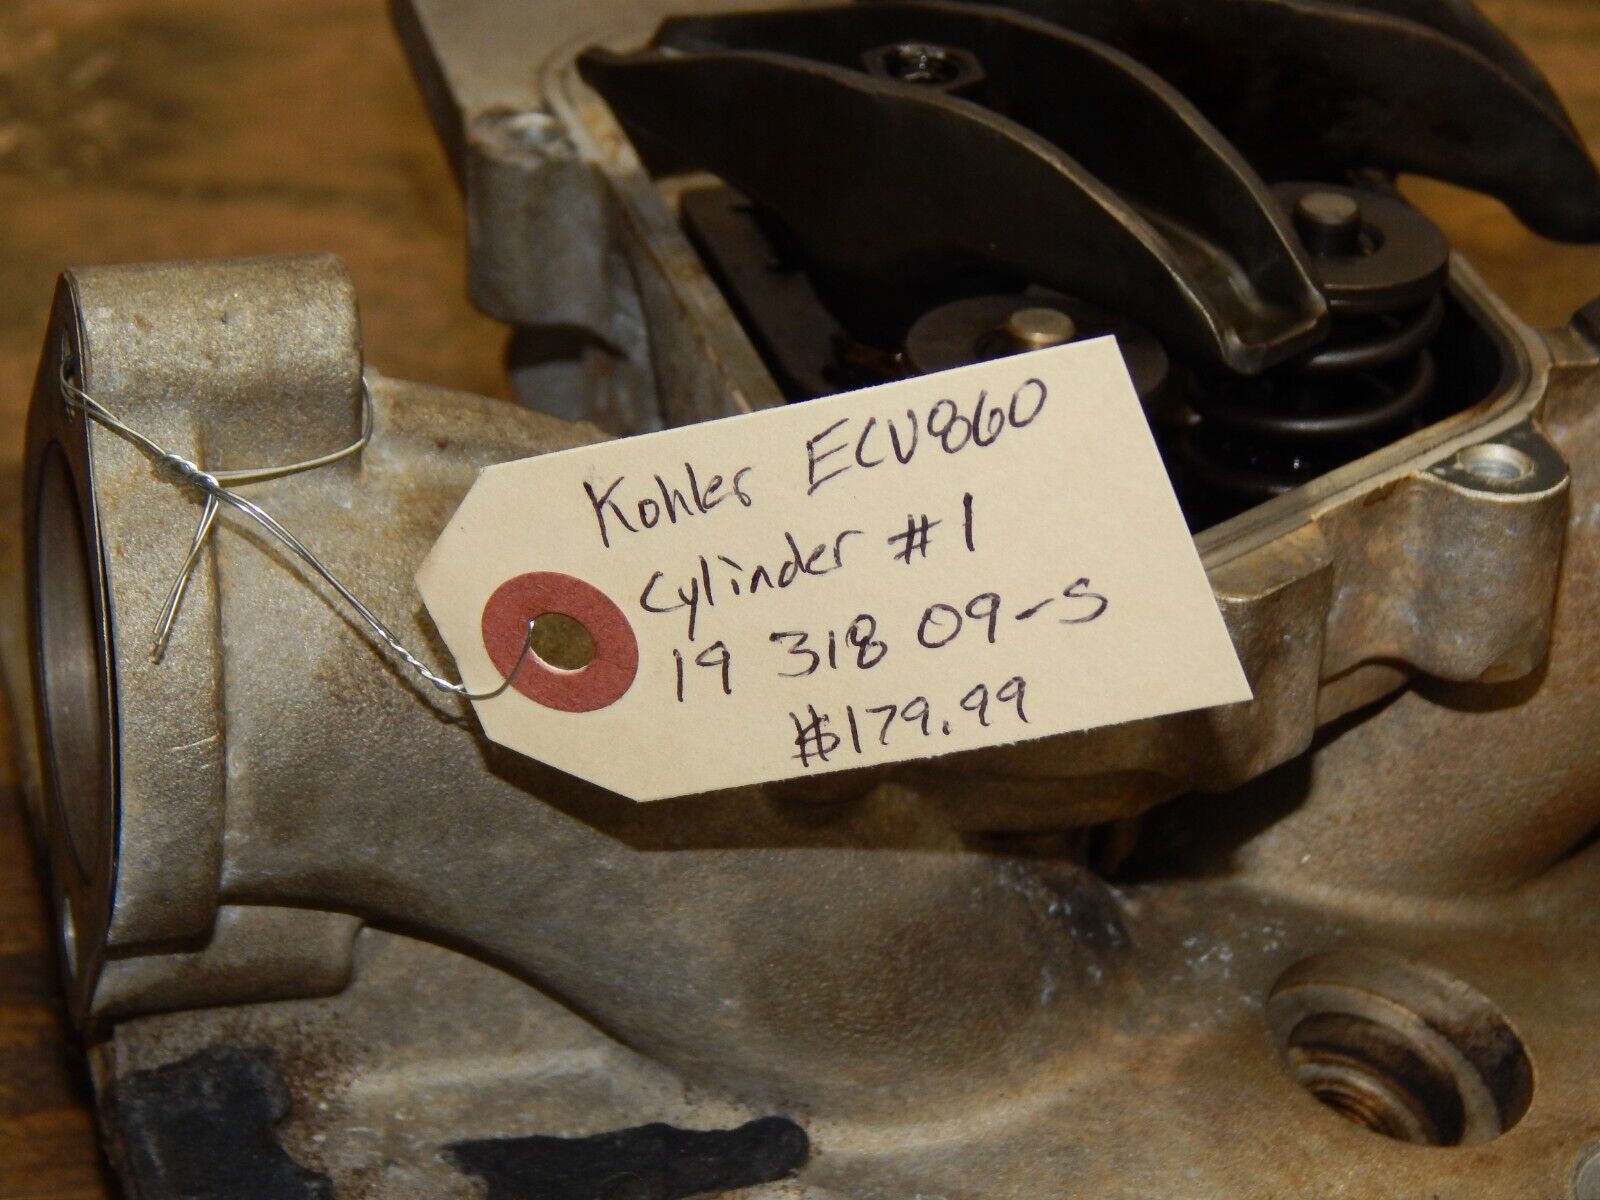 Kohler ECV860
Cylinder #1
19 318 09-S
$179.99